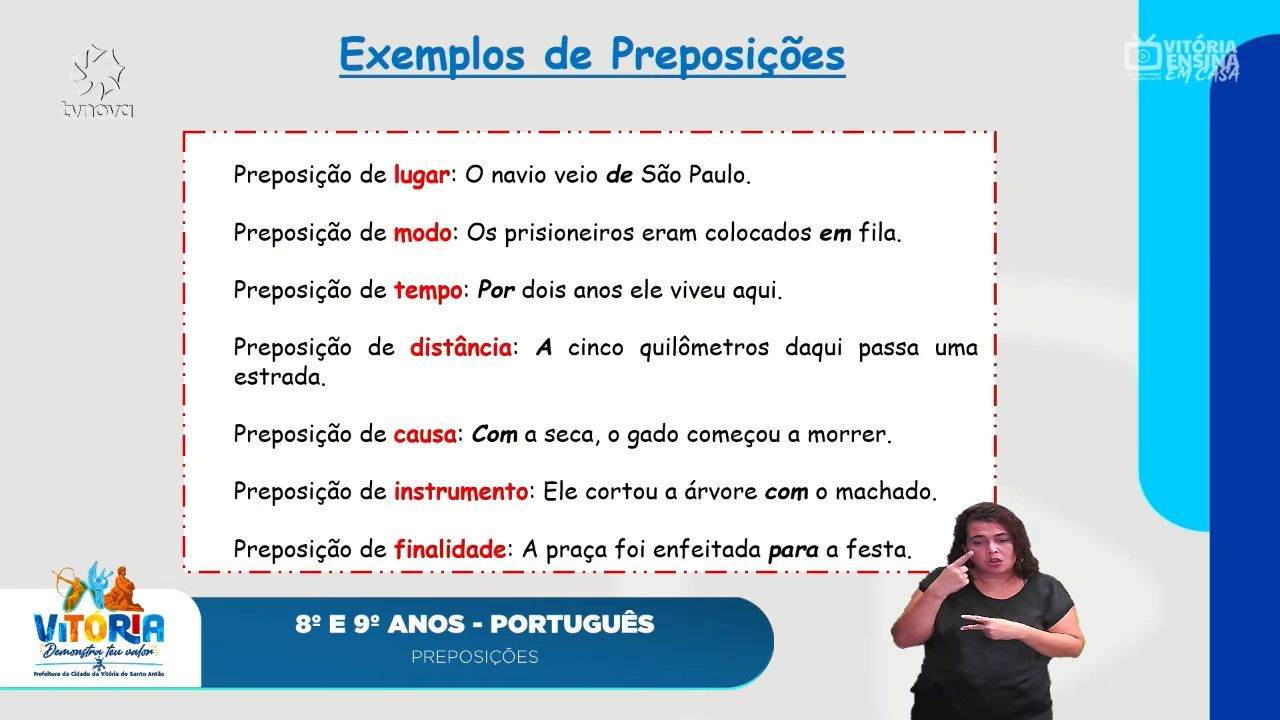 Exemplos de Preposições
tvnova
VITÓRIA
ENSINA
EM CASA
Preposição de lugar: O navio veio de São Paulo.
Preposição de modo: Os prisioneiros eram colocados em fila.
Preposição de tempo: Por dois anos ele viveu aqui.
Preposição de distância: A cinco quilômetros daqui passa uma
estrada.
Preposição de causa: Com a seca, o gado começou a morrer.
Preposição de instrumento: Ele cortou a árvore com o machado.
Preposição de finalidade: A praça foi enfeitada para a festa.
VITÓRIA
Demonstra teu valor
Prefeitura da Cidade da Vitória de Santo Antão
8º E 9º ANOS - PORTUGUÊS
PREPOSIÇÕES